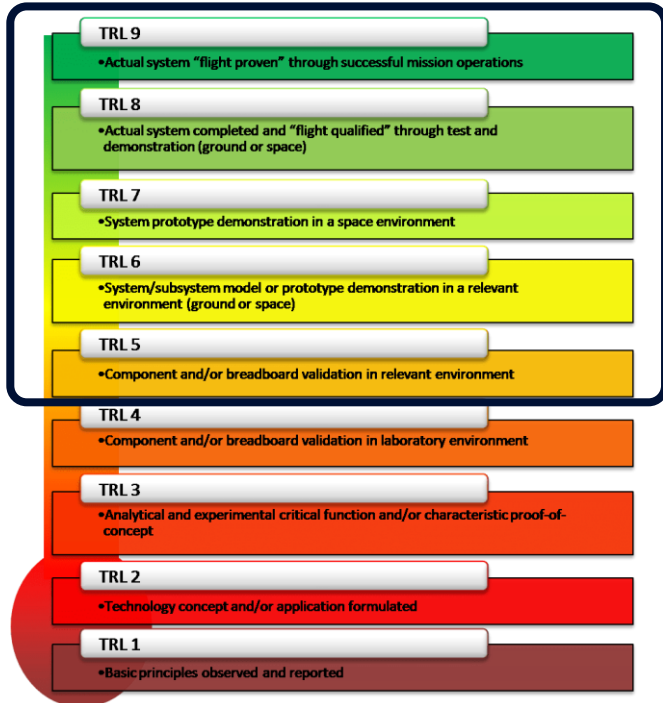 TRL 9
•Actual system “flight proven” through successful mission operations
TRL 8
•Actual system completed and “flight qualified” through test and
demonstration (ground or space)
TRL 7
•System prototype demonstration in a space environment
TRL 6
•System/subsystem model or prototype demonstration in a relevant
environment (ground or space)
TRL 5
•Component and/or breadboard validation in relevant environment
TRL 4
•Component and/or breadboard validation in laboratory environment
TRL 3
•Analytical and experimental critical function and/or characteristic proof-of-
concept
TRL 2
•Technology concept and/or application formulated
TRL 1
•Basic principles observed and reported